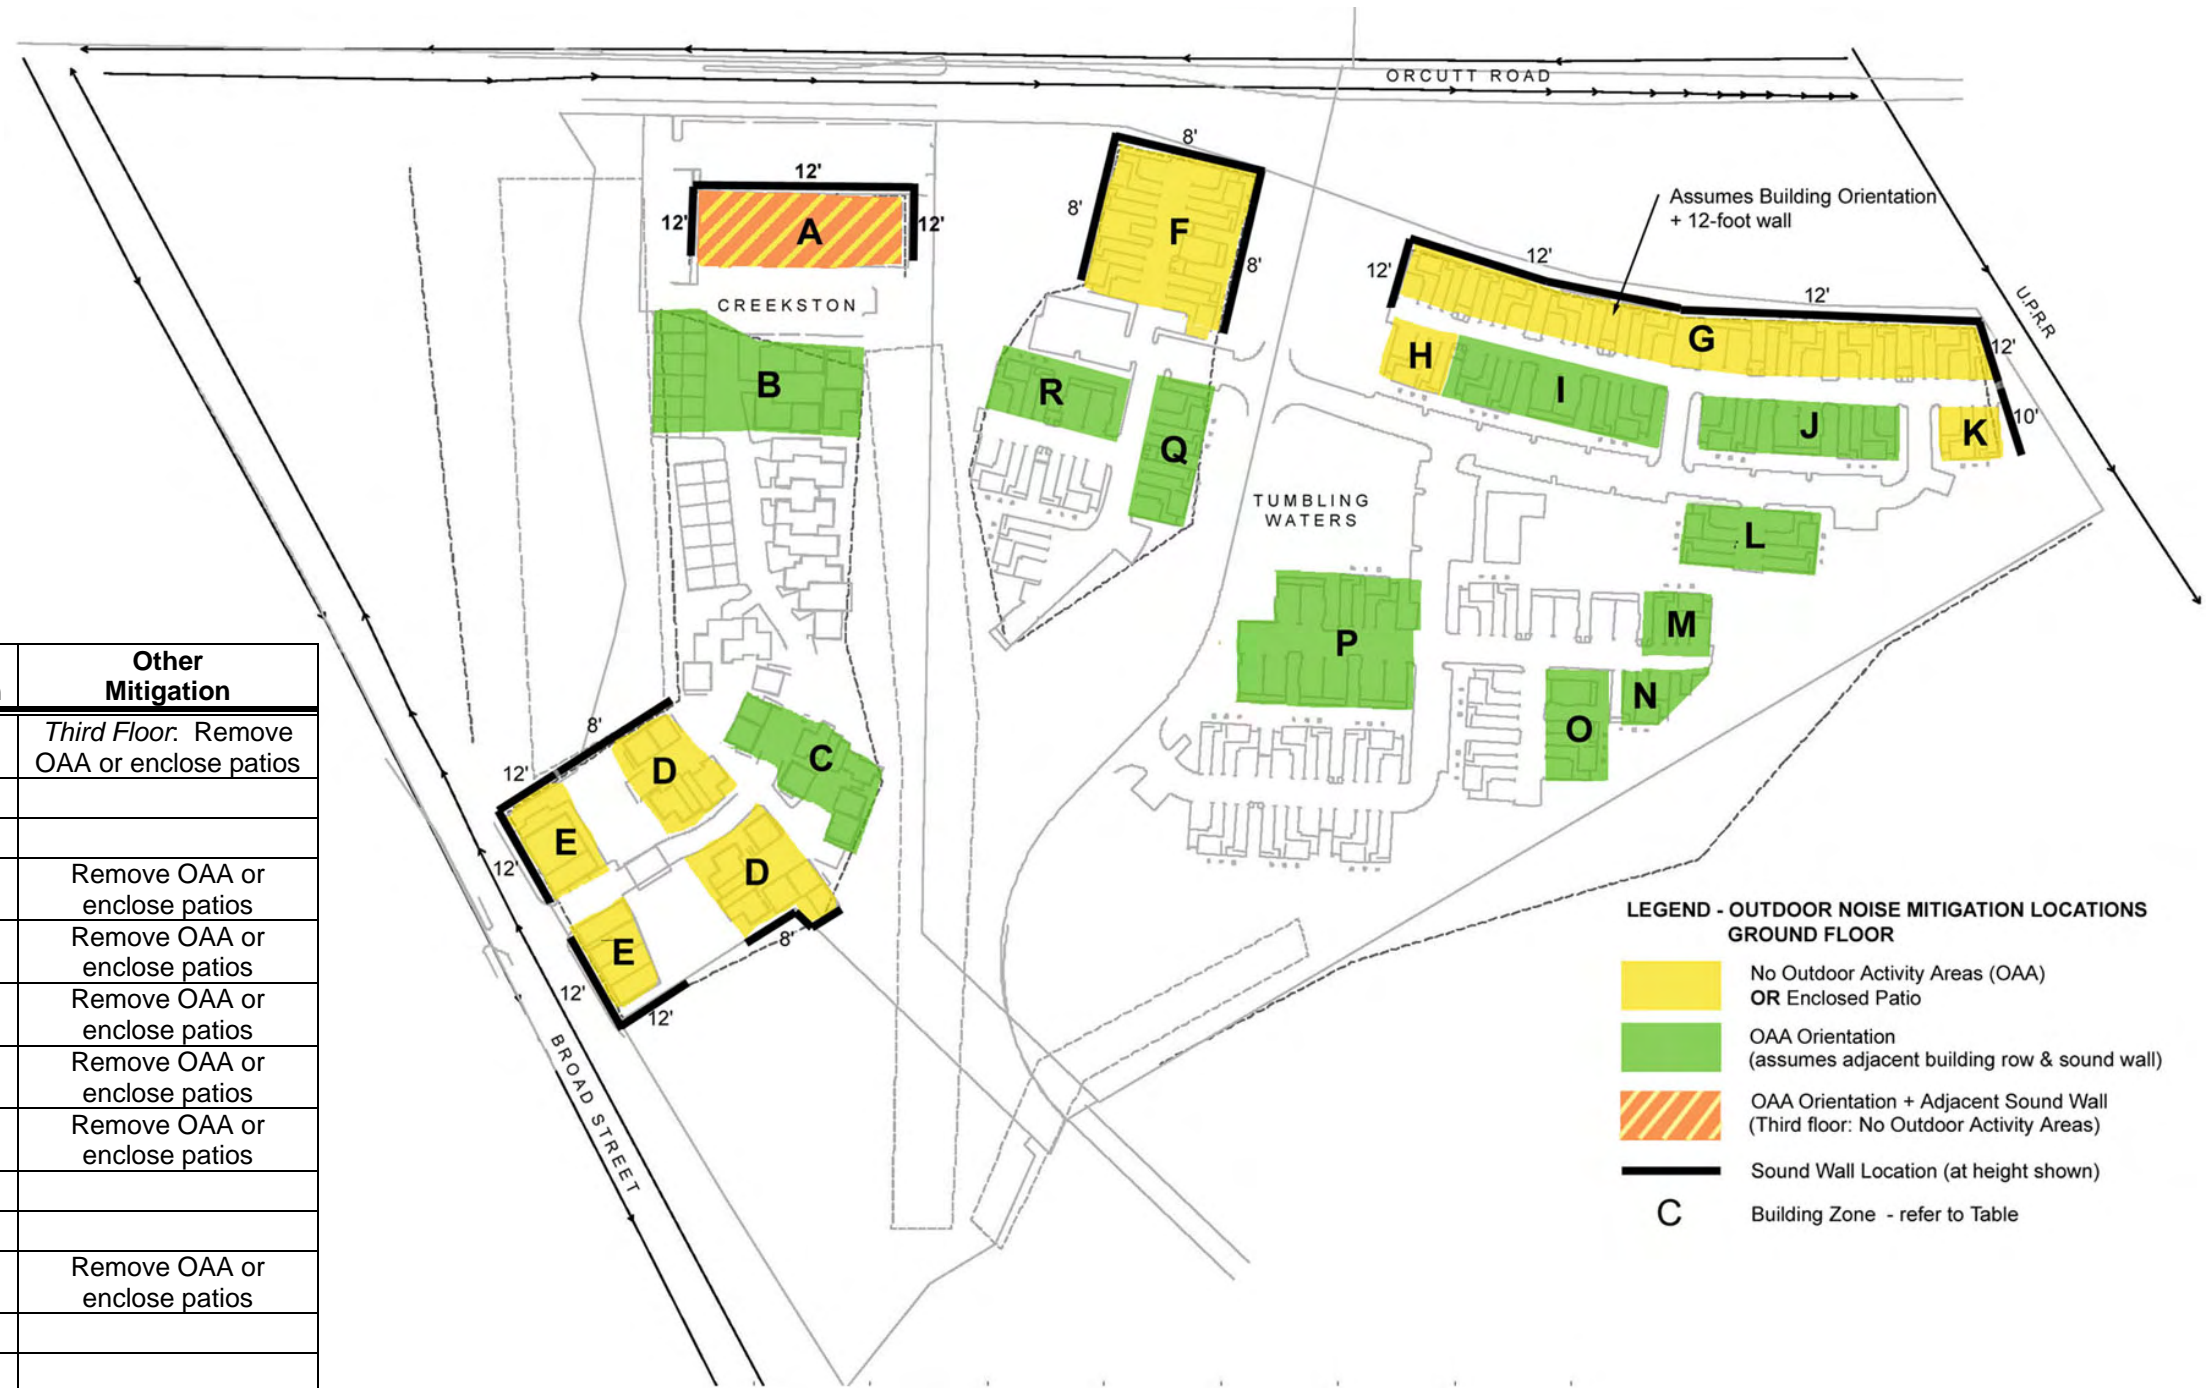 ORCUTT ROAD
8'
12'
Assumes Building Orientation
+ 12-foot wall
8'
12'
A
12'
F
8'
12'
12'
12'
U.P.R.R
CREEKSTON
G
12'
H
B
R
I
J
K
10'
Q
TUMBLING
WATERS
L
M
P
N
O
8'
12'
D
C
E
12'
D
E
8'
12'
12'
BROAD STREET
Other
Mitigation
Third Floor: Remove
OAA or enclose patios
Remove OAA or
enclose patios
Remove OAA or
enclose patios
Remove OAA or
enclose patios
Remove OAA or
enclose patios
Remove OAA or
enclose patios
Remove OAA or
enclose patios
LEGEND - OUTDOOR NOISE MITIGATION LOCATIONS
GROUND FLOOR
No Outdoor Activity Areas (OAA)
OR Enclosed Patio
OAA Orientation
(assumes adjacent building row & sound wall)
OAA Orientation + Adjacent Sound Wall
(Third floor: No Outdoor Activity Areas)
Sound Wall Location (at height shown)
C
Building Zone - refer to Table